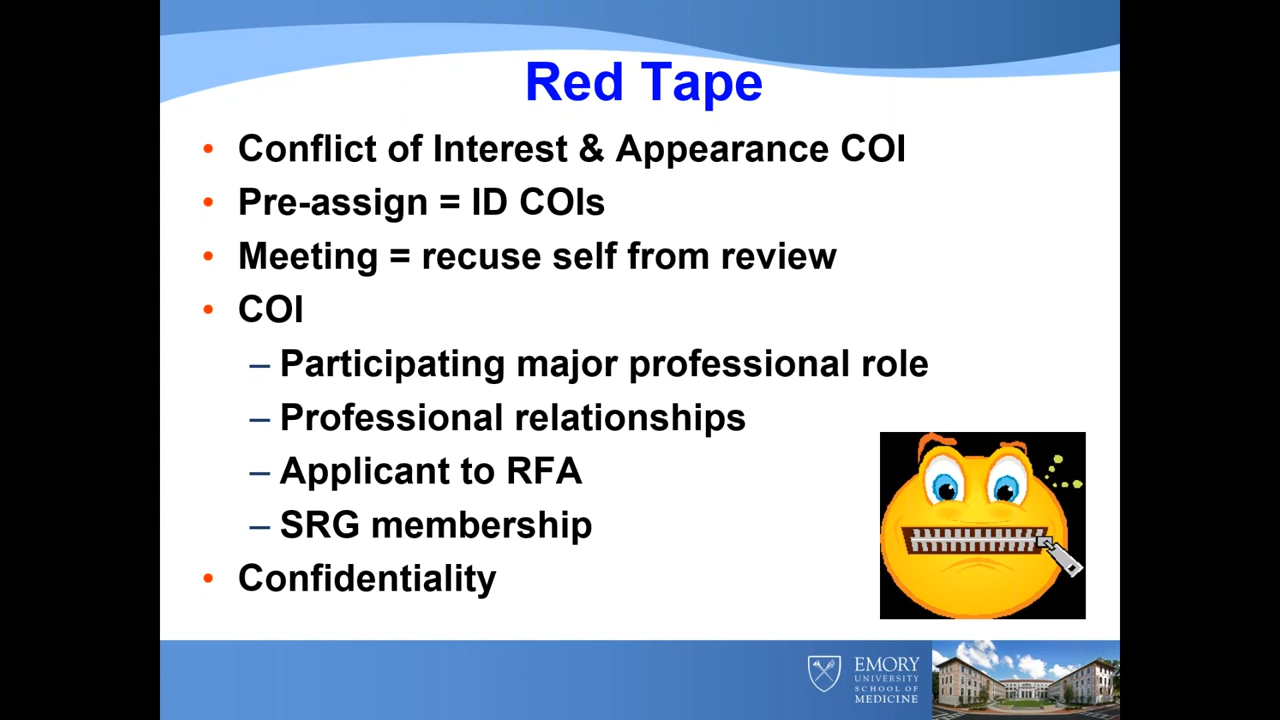 Red Tape
• Conflict of Interest & Appearance COI
• Pre-assign = ID COIs
• Meeting = recuse self from review
• COI
– Participating major professional role
– Professional relationships
– Applicant to RFA
– SRG membership
• Confidentiality
EMORY
UNIVERSITY
SCHOOL OF
MEDICINE